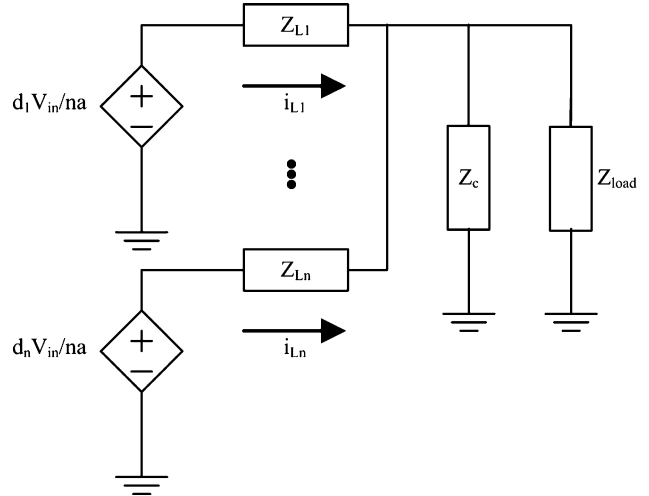 Z_L1
+
−
d_1V_in/na
i_L1
Z_c
Z_load
Z_Ln
+
−
d_nV_in/na
i_Ln